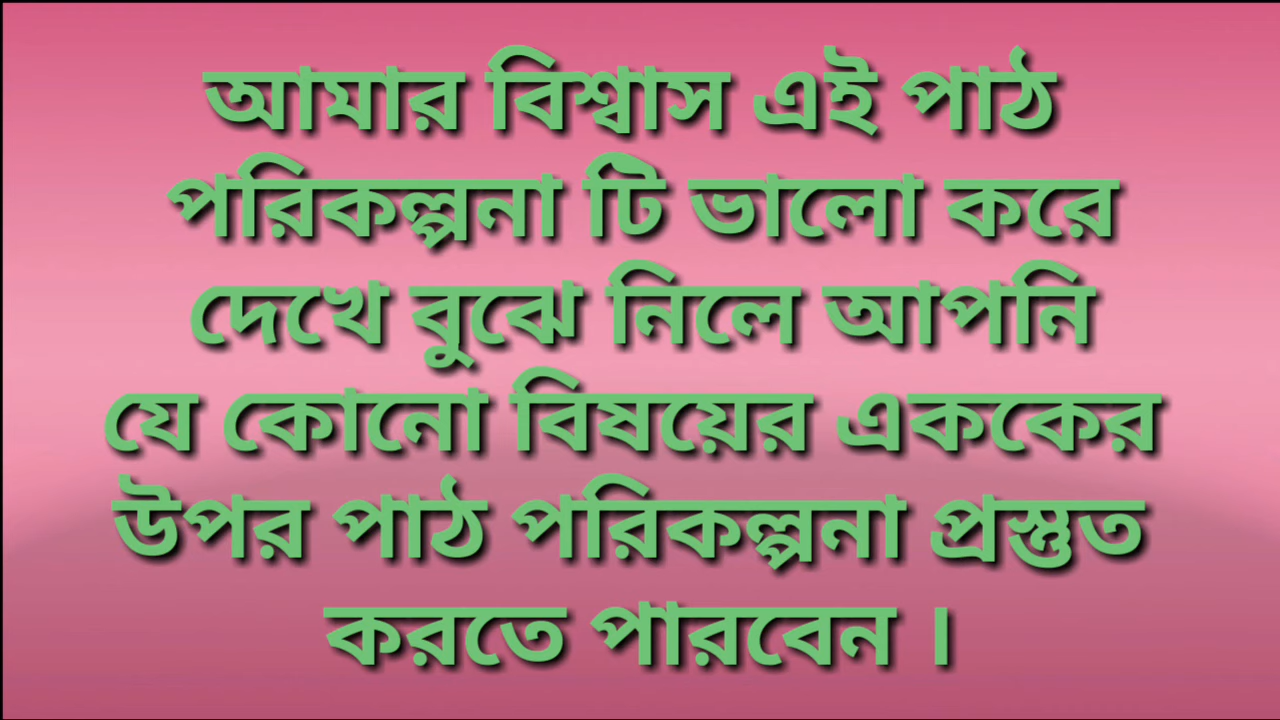 আমার বিশ্বাস এই পাঠ
পরিকল্পনা টি ভালো করে
দেখে বুঝে নিলে আপনি
যে কোনো বিষয়ের এককের
উপর পাঠ পরিকল্পনা প্রস্তুত
করতে পারবেন ।